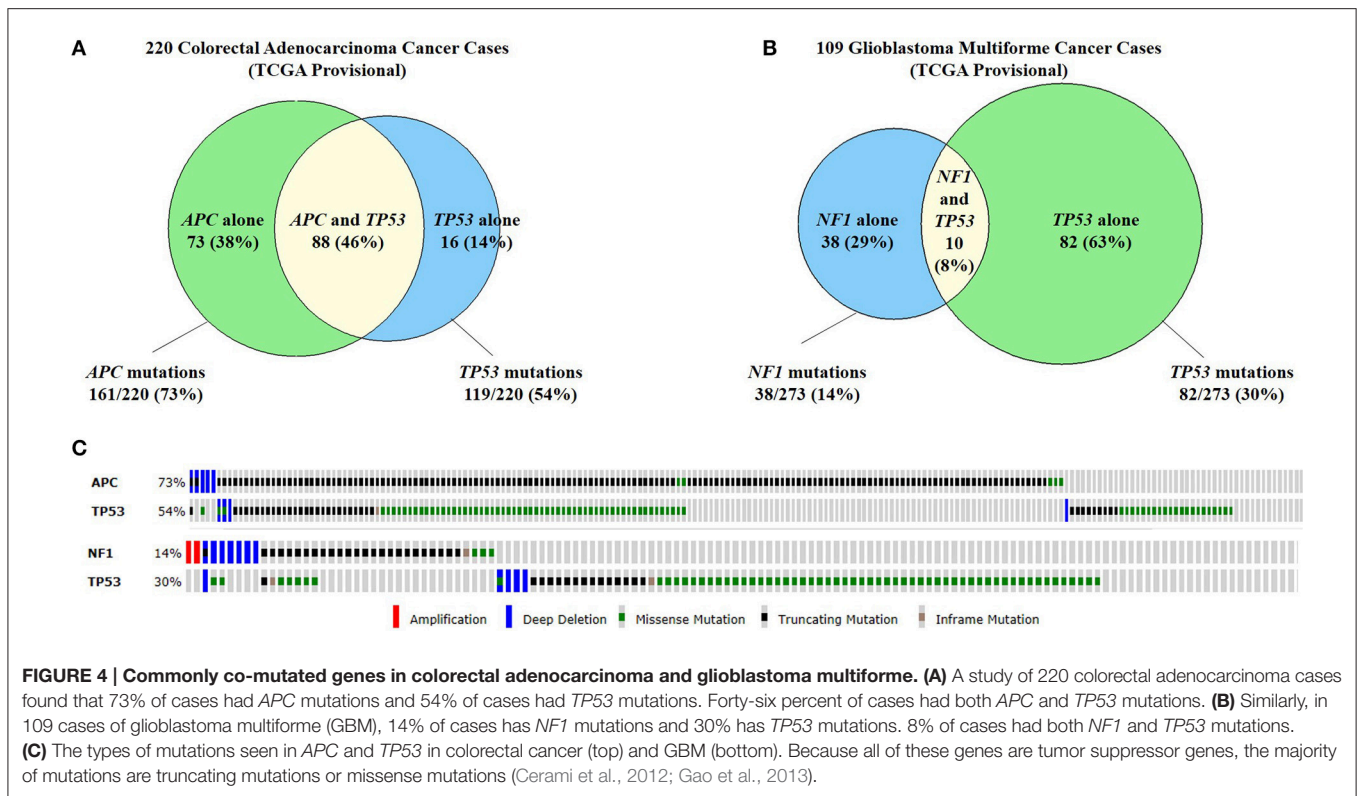 A
220 Colorectal Adenocarcinoma Cancer Cases
(TCGA Provisional)
APC alone
73 (38%)
APC and TP53
88 (46%)
TP53 alone
16 (14%)
APC mutations
161/220 (73%)
TP53 mutations
119/220 (54%)
B
109 Glioblastoma Multiforme Cancer Cases
(TCGA Provisional)
NF1 alone
38 (29%)
NF1
and
TP53
10
(8%)
TP53 alone
82 (63%)
NF1 mutations
38/273 (14%)
TP53 mutations
82/273 (30%)
C
APC 73%
TP53 54%
NF1 14%
TP53 30%
Amplification Deep Deletion Missense Mutation Truncating Mutation Inframe Mutation
FIGURE 4 | Commonly co-mutated genes in colorectal adenocarcinoma and glioblastoma multiforme. (A) A study of 220 colorectal adenocarcinoma cases
found that 73% of cases had APC mutations and 54% of cases had TP53 mutations. Forty-six percent of cases had both APC and TP53 mutations. (B) Similarly, in
109 cases of glioblastoma multiforme (GBM), 14% of cases has NF1 mutations and 30% has TP53 mutations. 8% of cases had both NF1 and TP53 mutations.
(C) The types of mutations seen in APC and TP53 in colorectal cancer (top) and GBM (bottom). Because all of these genes are tumor suppressor genes, the majority
of mutations are truncating mutations or missense mutations (Cerami et al., 2012; Gao et al., 2013).